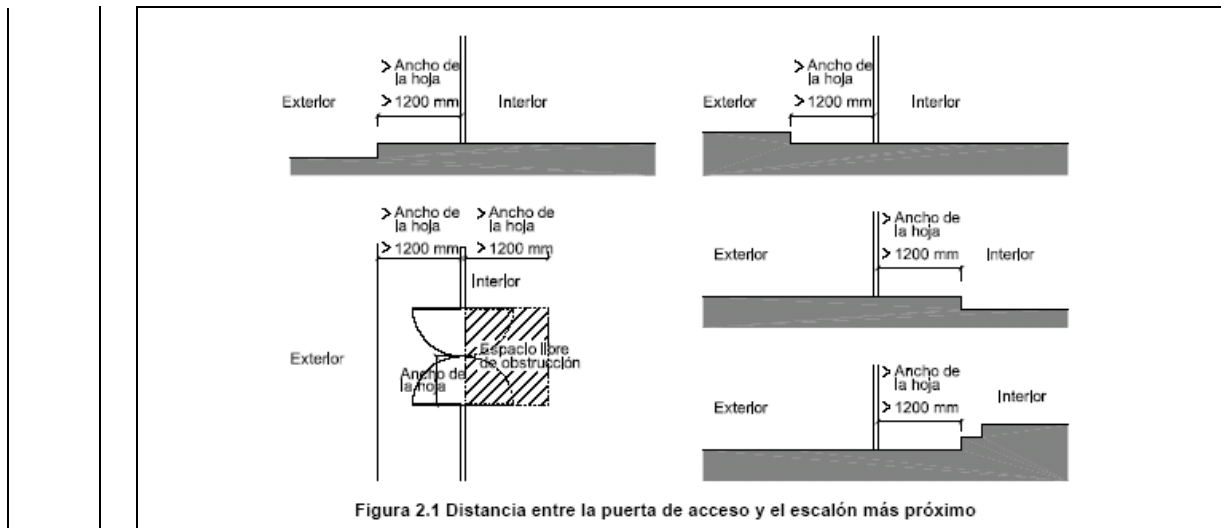 > Ancho de
la hoja
Exterior
> 1200 mm
Interior
> Ancho de
la hoja
Exterior
> 1200 mm
Interior
> Ancho de
la hoja
> 1200 mm
> Ancho de
la hoja
> 1200 mm
Interior
Exterior
Ancho de
la hoja
Espacio libre
de obstrucción
> Ancho de
la hoja
Exterior
> 1200 mm
Interior
> Ancho de
la hoja
Exterior
> 1200 mm
Interior
Figura 2.1 Distancia entre la puerta de acceso y el escalón más próximo